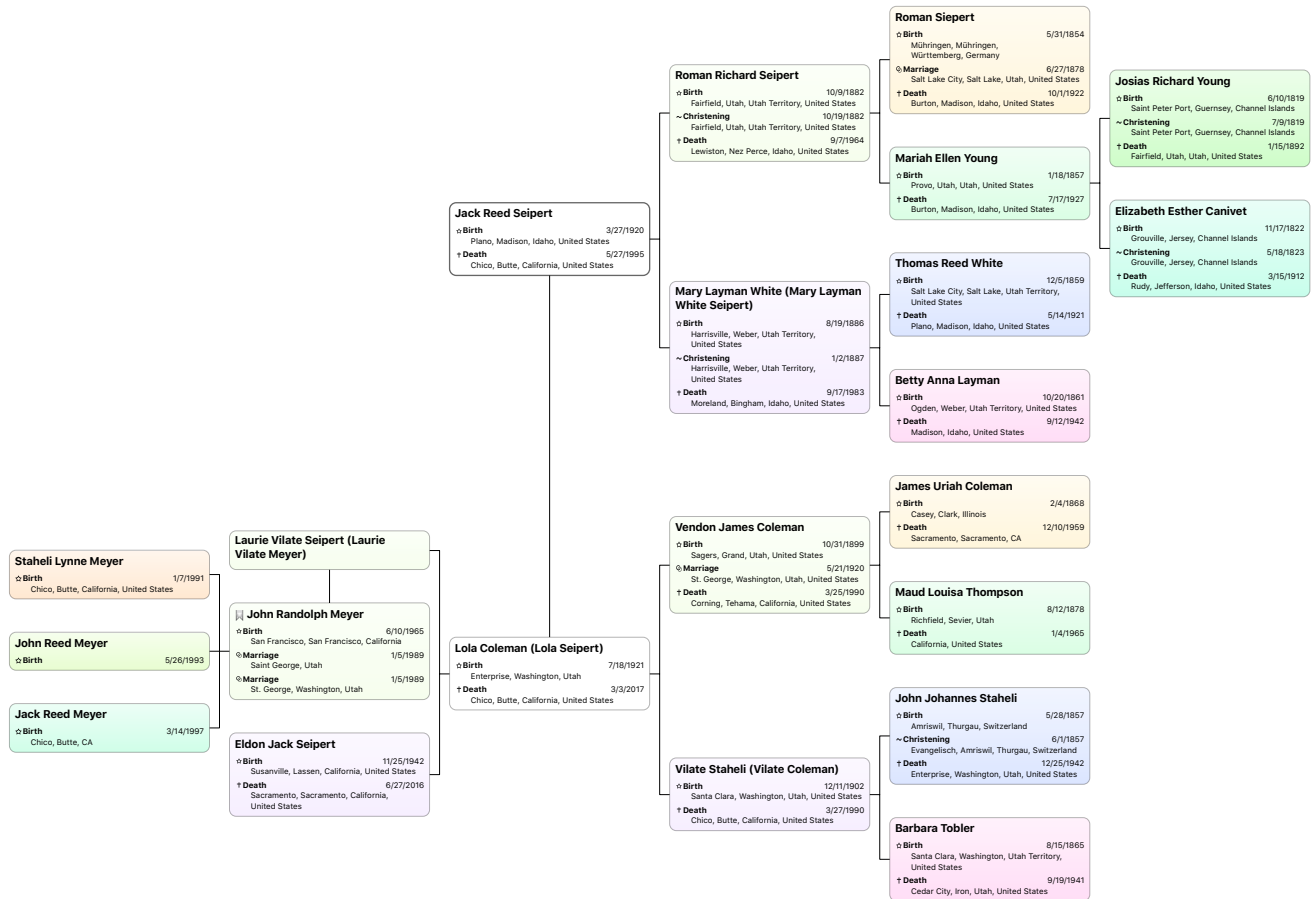 Staheli Lynne Meyer
☆Birth 1/7/1991
Chico, Butte, California, United States
John Reed Meyer
☆Birth 5/26/1993
Jack Reed Meyer
☆Birth 3/14/1997
Chico, Butte, CA
Laurie Vilate Seipert (Laurie
Vilate Meyer)
John Randolph Meyer
☆Birth 6/10/1965
San Francisco, San Francisco, California
Marriage 1/5/1989
Saint George, Utah
Marriage 1/5/1989
St. George, Washington, Utah
Eldon Jack Seipert
☆Birth 11/25/1942
Susanville, Lassen, California, United States
†Death 6/27/2016
Sacramento, Sacramento, California,
United States
Jack Reed Seipert
☆Birth 3/27/1920
Plano, Madison, Idaho, United States
†Death 5/27/1995
Chico, Butte, California, United States
Lola Coleman (Lola Seipert)
☆Birth 7/18/1921
Enterprise, Washington, Utah
†Death 3/3/2017
Chico, Butte, California, United States
Roman Richard Seipert
☆Birth 10/9/1882
Fairfield, Utah, Utah Territory, United States
~Christening 10/19/1882
Fairfield, Utah, Utah Territory, United States
†Death 9/7/1964
Lewiston, Nez Perce, Idaho, United States
Mary Layman White (Mary Layman
White Seipert)
☆Birth 8/19/1886
Harrisville, Weber, Utah Territory,
United States
~Christening 1/2/1887
Harrisville, Weber, Utah Territory,
United States
†Death 9/17/1983
Moreland, Bingham, Idaho, United States
Vendon James Coleman
☆Birth 10/31/1899
Sagers, Grand, Utah, United States
Marriage 5/21/1920
St. George, Washington, Utah, United States
†Death 3/25/1990
Corning, Tehama, California, United States
Vilate Staheli (Vilate Coleman)
☆Birth 12/11/1902
Santa Clara, Washington, Utah, United States
†Death 3/27/1990
Chico, Butte, California, United States
Roman Siepert
☆Birth 5/31/1854
Mühringen, Mühringen,
Württemberg, Germany
Marriage 6/27/1878
Salt Lake City, Salt Lake, Utah, United States
†Death 10/1/1922
Burton, Madison, Idaho, United States
Mariah Ellen Young
☆Birth 1/18/1857
Provo, Utah, Utah, United States
†Death 7/17/1927
Burton, Madison, Idaho, United States
Thomas Reed White
☆Birth 12/5/1859
Salt Lake City, Salt Lake, Utah Territory,
United States
†Death 5/14/1921
Plano, Madison, Idaho, United States
Betty Anna Layman
☆Birth 10/20/1861
Ogden, Weber, Utah Territory, United States
†Death 9/12/1942
Madison, Idaho, United States
James Uriah Coleman
☆Birth 2/4/1868
Casey, Clark, Illinois
†Death 12/10/1959
Sacramento, Sacramento, CA
Maud Louisa Thompson
☆Birth 8/12/1878
Richfield, Sevier, Utah
†Death 1/4/1965
California, United States
John Johannes Staheli
☆Birth 5/28/1857
Amriswil, Thurgau, Switzerland
~Christening 6/1/1857
Evangelisch, Amriswil, Thurgau, Switzerland
†Death 12/25/1942
Enterprise, Washington, Utah, United States
Barbara Tobler
☆Birth 8/15/1865
Santa Clara, Washington, Utah Territory,
United States
†Death 9/19/1941
Cedar City, Iron, Utah, United States
Josias Richard Young
☆Birth 6/10/1819
Saint Peter Port, Guernsey, Channel Islands
~Christening 7/9/1819
Saint Peter Port, Guernsey, Channel Islands
†Death 1/15/1892
Fairfield, Utah, Utah, United States
Elizabeth Esther Canivet
☆Birth 11/17/1822
Grouville, Jersey, Channel Islands
~Christening 5/18/1823
Grouville, Jersey, Channel Islands
†Death 3/15/1912
Rudy, Jefferson, Idaho, United States